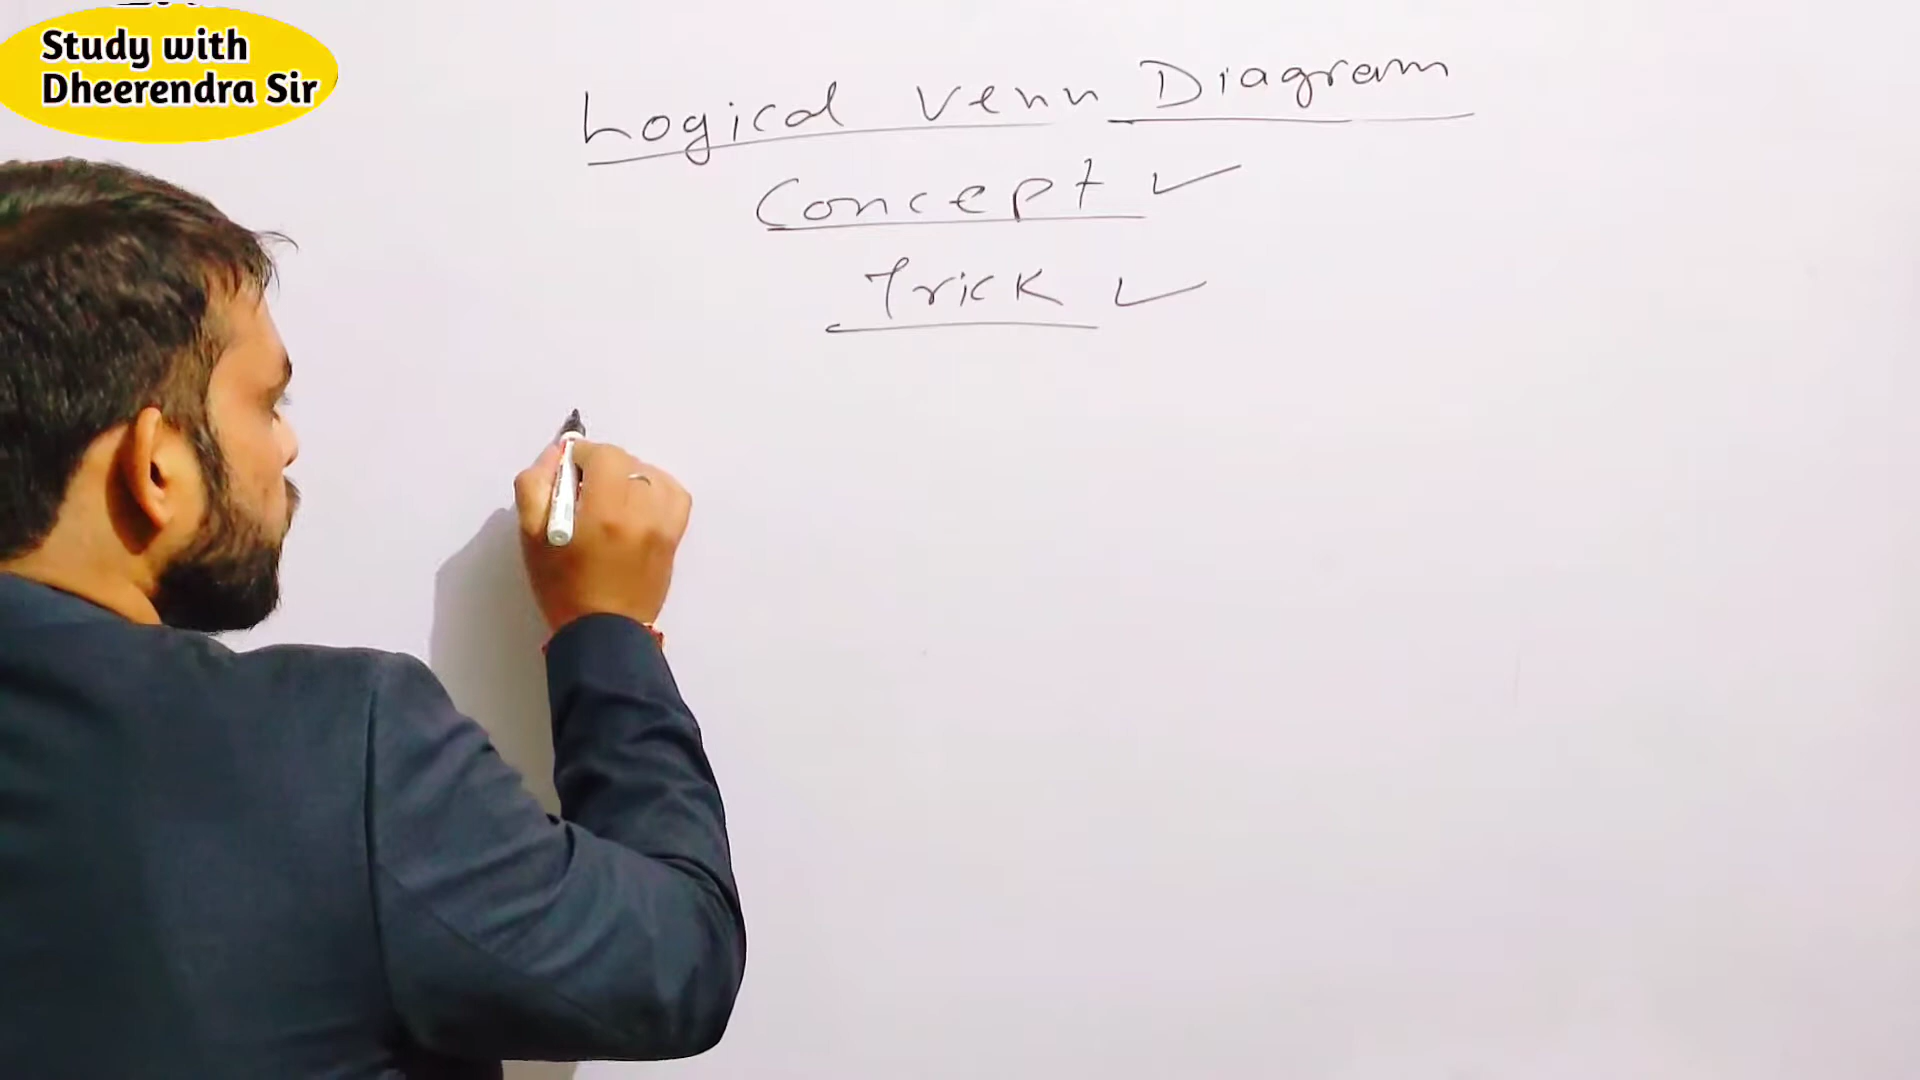 Study with
Dheerendra Sir
Logical Venn Diagram
Concept ✓
Trick ✓